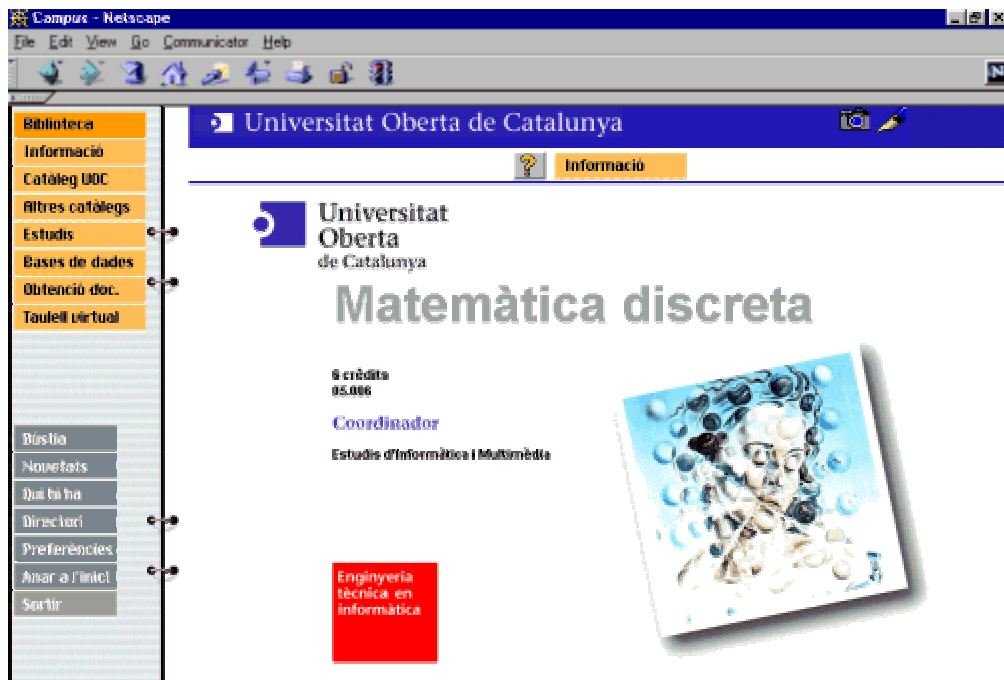 Campus - Netscape
File Edit View Go Communicator Help
Biblioteca
Informació
Catàleg UOC
Altres catàlegs
Estudis
Bases de dades
Obtenció doc.
Taulell virtual
Bústia
Novetats
Qui hi ha
Directori
Preferències
Anar a l'inici
Sortir
Universitat Oberta de Catalunya
Informació
Universitat
Oberta
de Catalunya
Matemàtica discreta
6 crèdits
05.006
Coordinador
Estudis d'Informàtica i Multimèdia
Enginyeria
tècnica en
informàtica